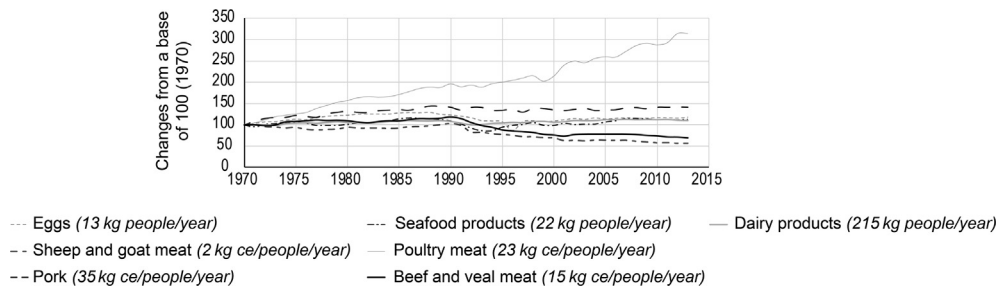 Changes from a base
of 100 (1970)
350
300
250
200
150
100
50
0
1970 1975 1980 1985 1990 1995 2000 2005 2010 2015
Eggs (13 kg people/year) Seafood products (22 kg people/year) Dairy products (215 kg people/year)
Sheep and goat meat (2 kg ce/people/year) Poultry meat (23 kg ce/people/year)
Pork (35 kg ce/people/year) Beef and veal meat (15 kg ce/people/year)